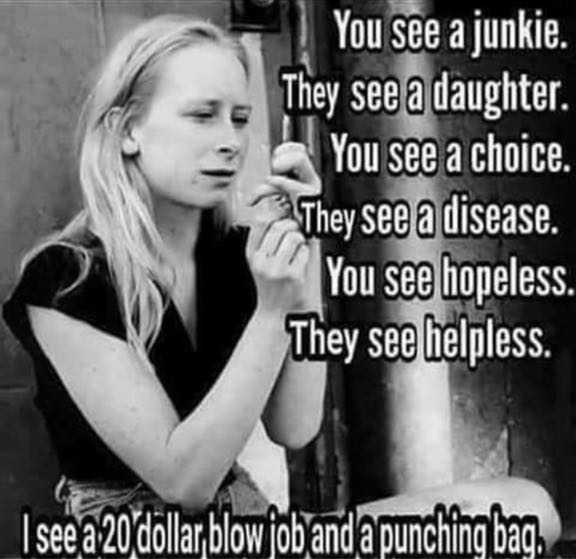 You see a junkie.
They see a daughter.
You see a choice.
They see a disease.
You see hopeless.
They see helpless.
I see a 20 dollar blow job and a punching bag.